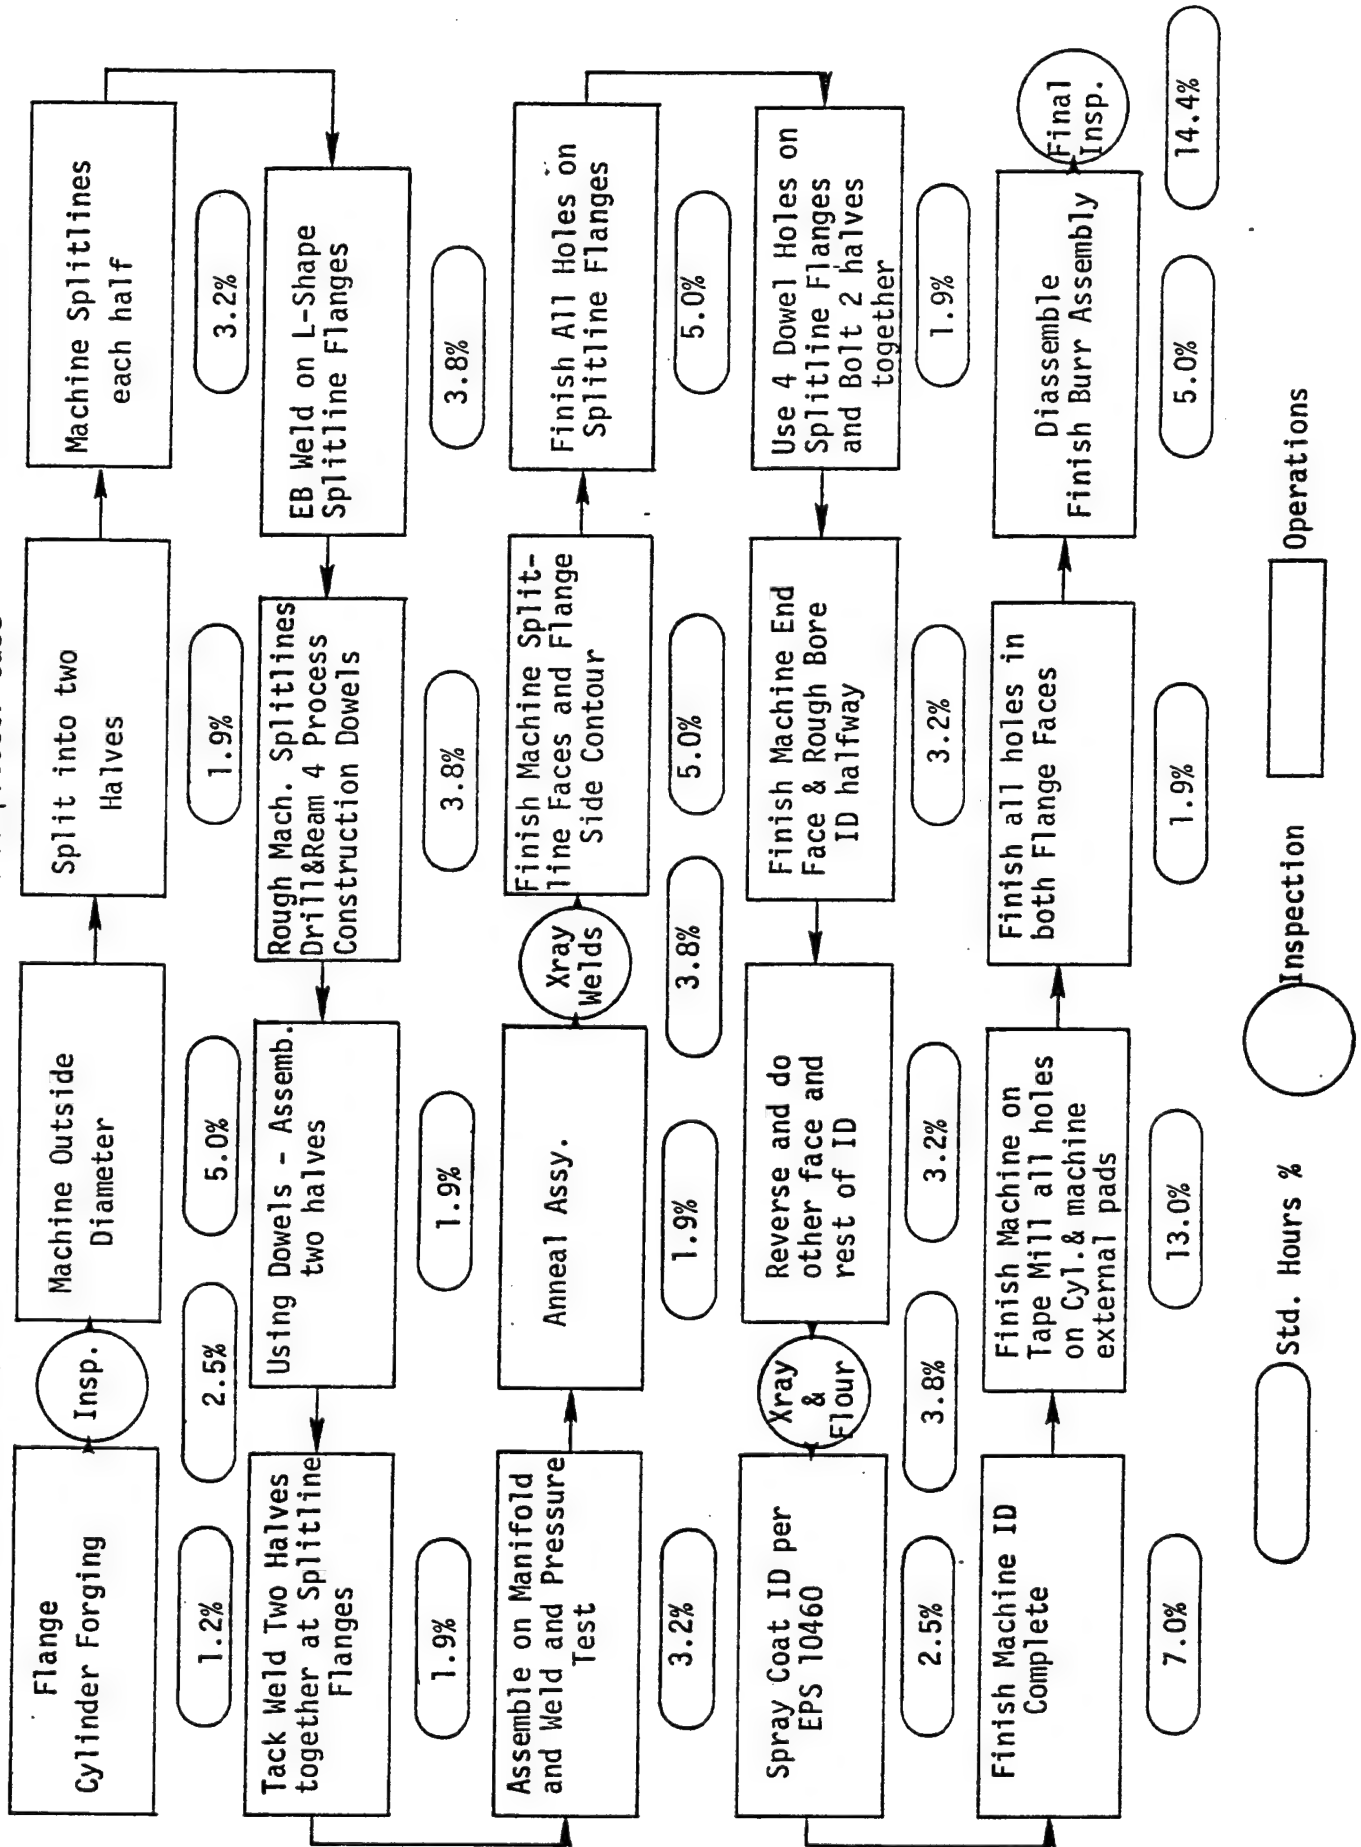 Flange
Cylinder Forging
1.2%
Insp.
2.5%
Machine Outside
Diameter
5.0%
Split into two
Halves
1.9%
Machine Splitlines
each half
3.2%
EB Weld on L-Shape
Splitline Flanges
3.8%
Rough Mach. Splitlines
Drill&Ream 4 Process
Construction Dowels
3.8%
Using Dowels - Assemb.
two halves
1.9%
Tack Weld Two Halves
together at Splitline
Flanges
1.9%
Assemble on Manifold
and Weld and Pressure
Test
3.2%
Anneal Assy.
1.9%
Xray
Welds
3.8%
Finish Machine Split-
line Faces and Flange
Side Contour
5.0%
Finish All Holes on
Splitline Flanges
5.0%
Use 4 Dowel Holes on
Splitline Flanges
and Bolt 2 halves
together
1.9%
Finish Machine End
Face & Rough Bore
ID halfway
3.2%
Reverse and do
other face and
rest of ID
3.2%
Xray
&
Flour
3.8%
Spray Coat ID per
EPS 10460
2.5%
Finish Machine ID
Complete
7.0%
Finish Machine on
Tape Mill all holes
on Cyl.& machine
external pads
13.0%
Finish all holes in
both Flange Faces
1.9%
Diassemble
Finish Burr Assembly
5.0%
Final
Insp.
14.4%
Std. Hours %
Inspection
Operations